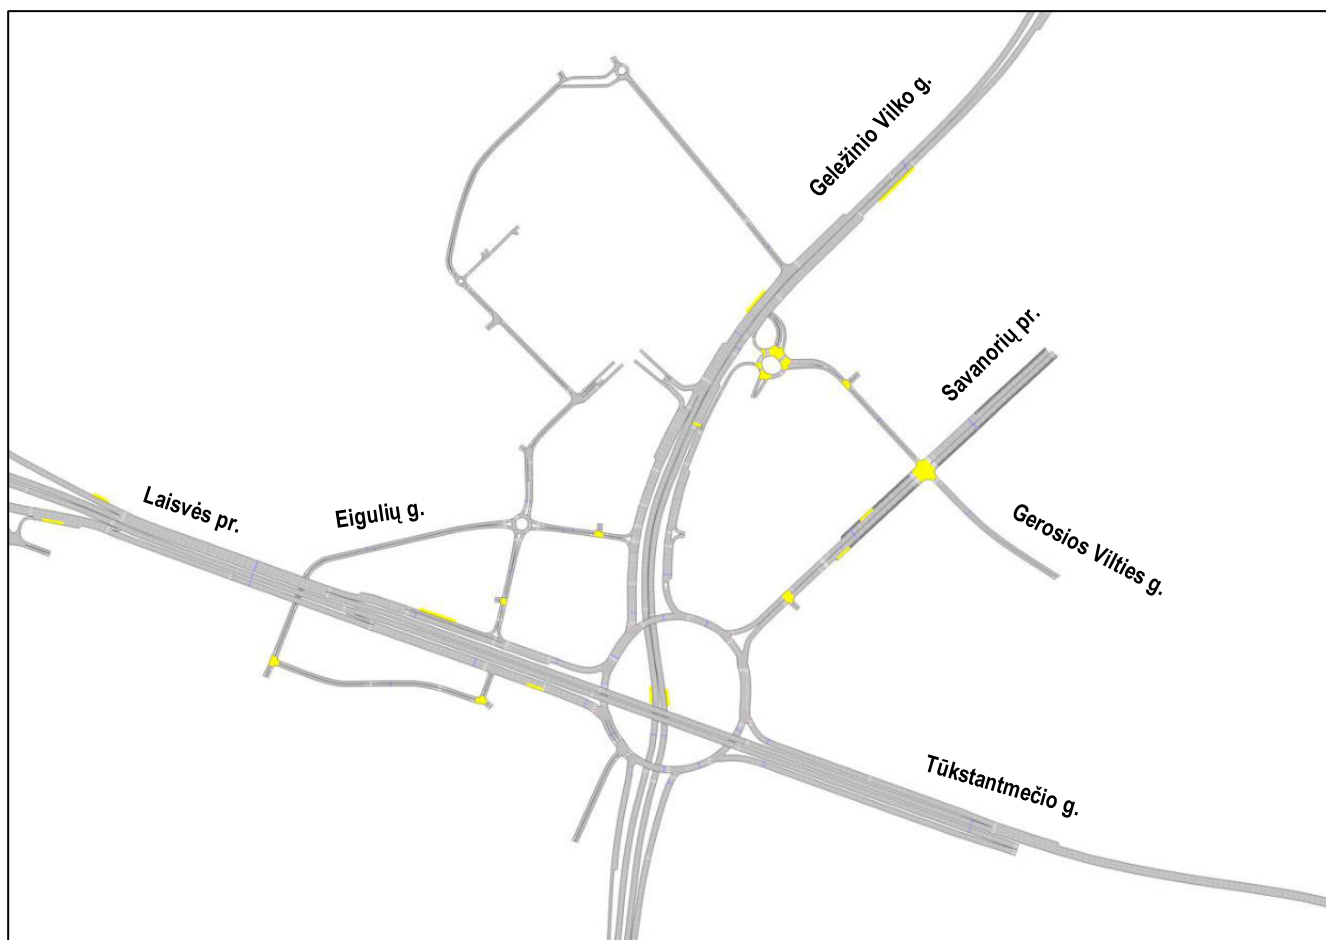 Geležinio Vilko g.
Savanorių pr.
Laisvės pr.
Eigulių g.
Gerosios Vilties g.
Tūkstantmečio g.